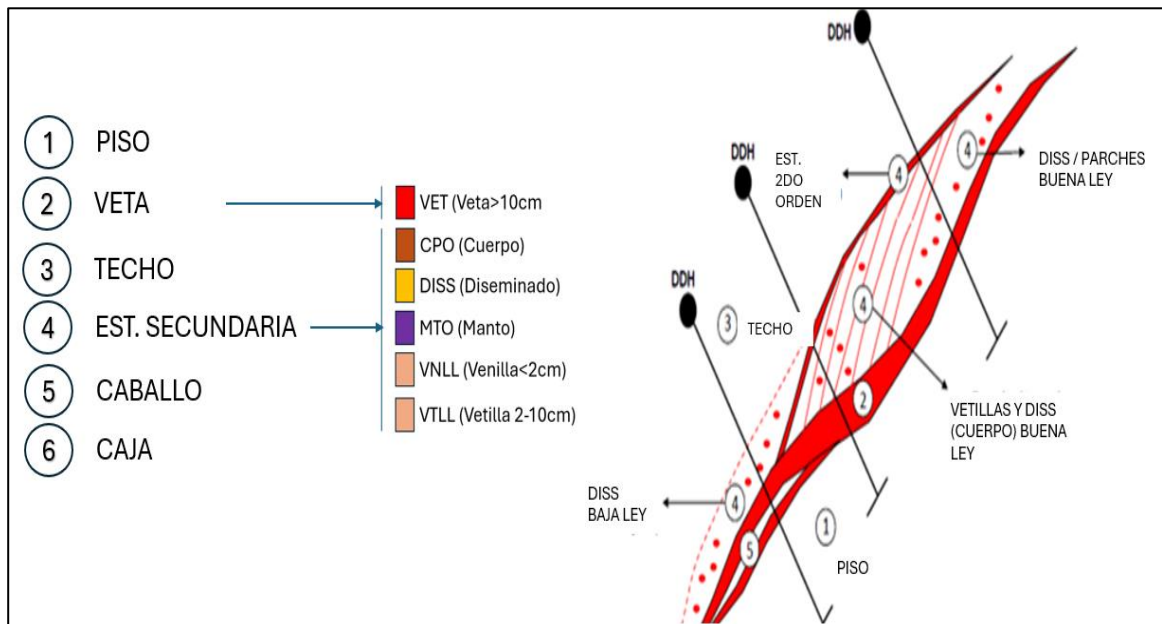 1 PISO
2 VETA
3 TECHO
4 EST. SECUNDARIA
5 CABALLO
6 CAJA
VET (Veta>10cm
CPO (Cuerpo)
DISS (Diseminado)
MTO (Manto)
VNLL (Venilla<2cm)
VTLL (Vetilla 2-10cm)
DDH
DDH
EST.
2DO
ORDEN
4
4
DISS / PARCHES
BUENA LEY
DDH
3
TECHO
4
2
VETILLAS Y DISS
(CUERPO) BUENA
LEY
DISS
BAJA LEY
4
1
5
PISO